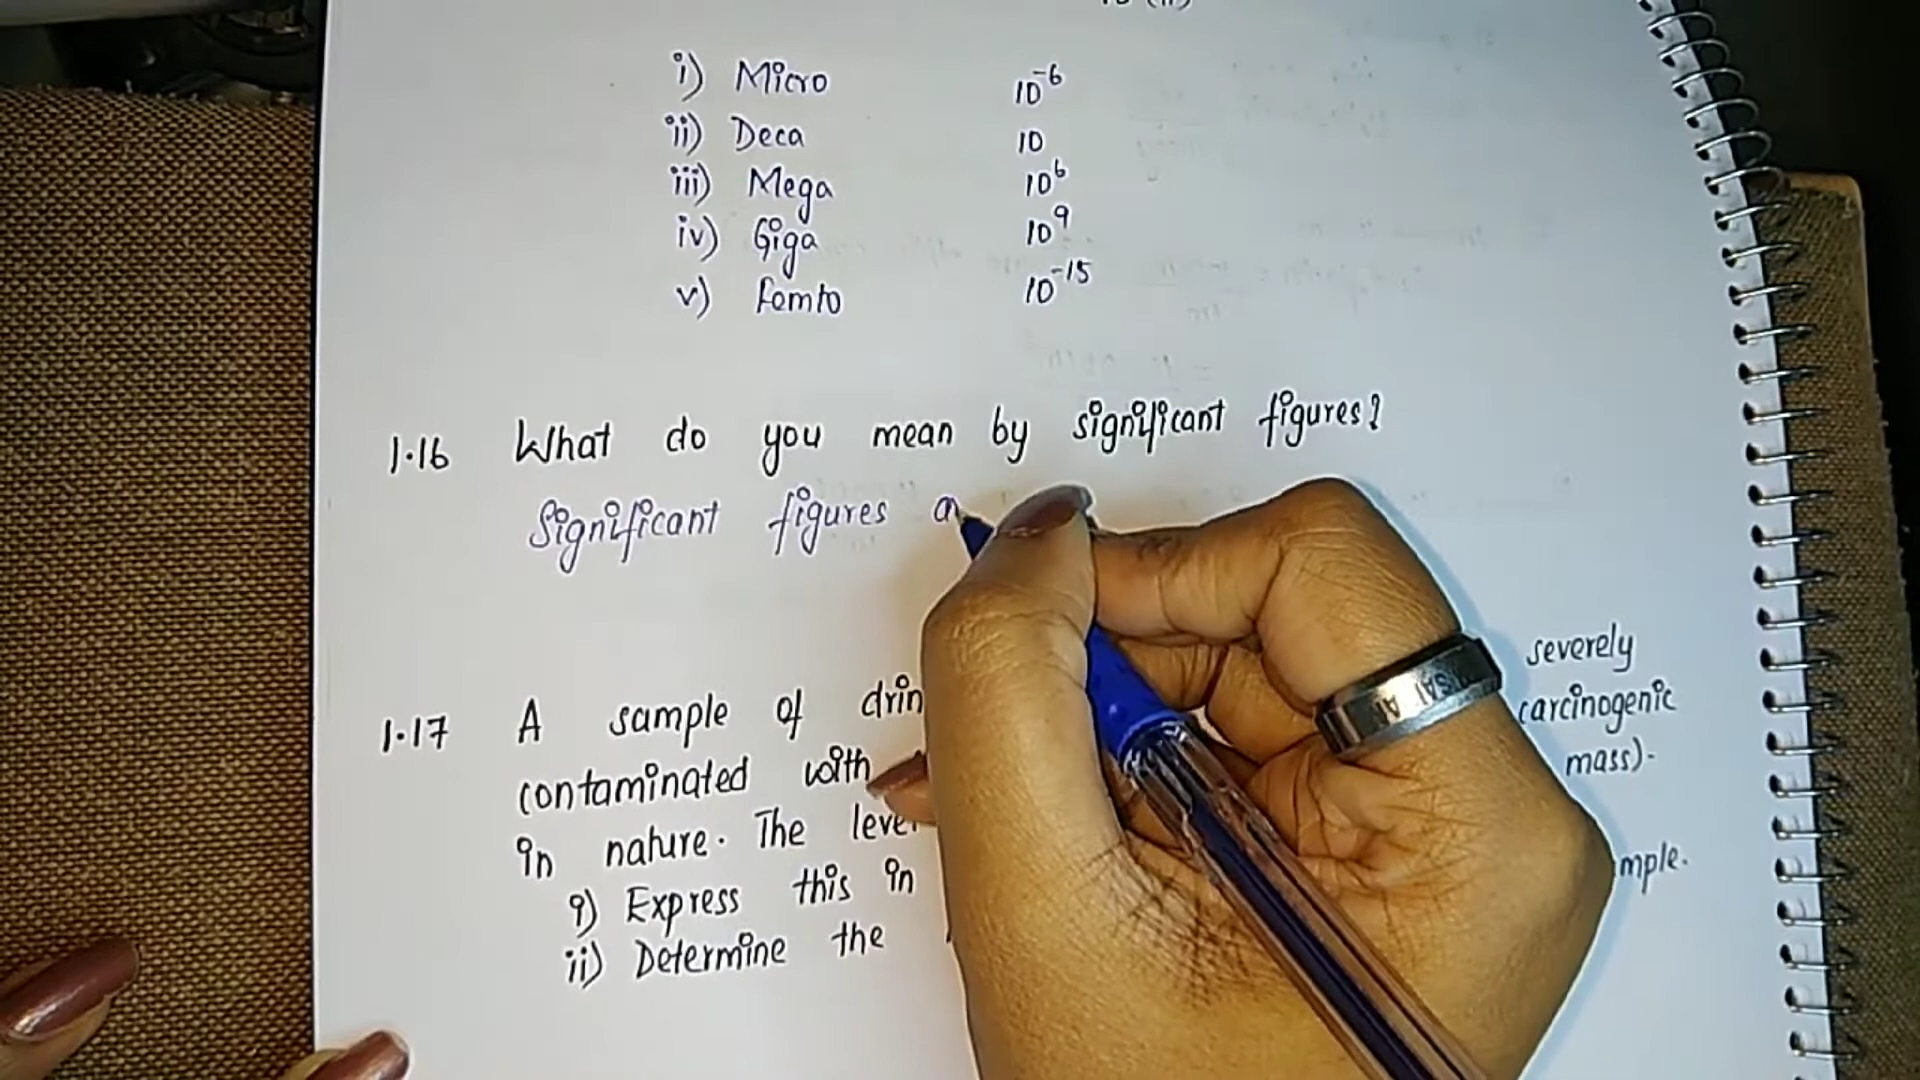 i) Micro 10⁻⁶
ii) Deca 10
iii) Mega 10⁶
iv) Giga 10⁹
v) femto 10⁻¹⁵
1.16 What do you mean by significant figures?
Significant figures a
1.17 A sample of drin severely
contaminated with carcinogenic
in nature. The level mass).
i) Express this in
ii) Determine the mple.